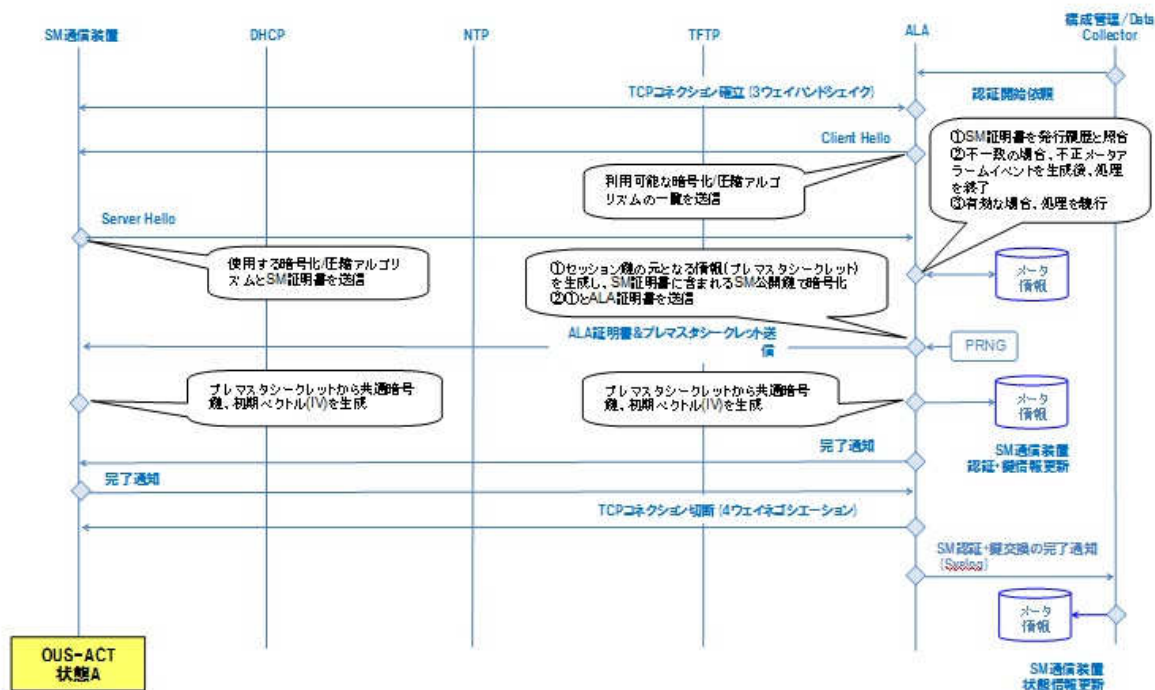 SM通信装置
DHCP
NTP
TFTP
ALA
構成管理/Data
Collector
TCPコネクション確立 (3ウェイハンドシェイク)
認証開始依頼
Client Hello
①SM証明書を発行履歴と照合
②不一致の場合、不正メータア
ラームイベントを生成後、処理
を終了
③有効な場合、処理を続行
利用可能な暗号化/圧縮アルゴ
リズムの一覧を送信
Server Hello
使用する暗号化/圧縮アルゴリ
ズムとSM証明書を送信
①セッション鍵の元となる情報(プレマスタシークレット)
を生成し、SM証明書に含まれるSM公開鍵で暗号化
②①とALA証明書を送信
メータ
情報
ALA証明書&プレマスタシークレット送
信
PRNG
プレマスタシークレットから共通暗号
鍵、初期ベクトル(IV)を生成
プレマスタシークレットから共通暗号
鍵、初期ベクトル(IV)を生成
メータ
情報
完了通知
SM通信装置
認証+鍵情報更新
完了通知
TCPコネクション切断 (4ウェイネゴシエーション)
SM認証+鍵交換の完了通知
(Syslog)
メータ
情報
OUS-ACT
状態A
SM通信装置
状態情報更新